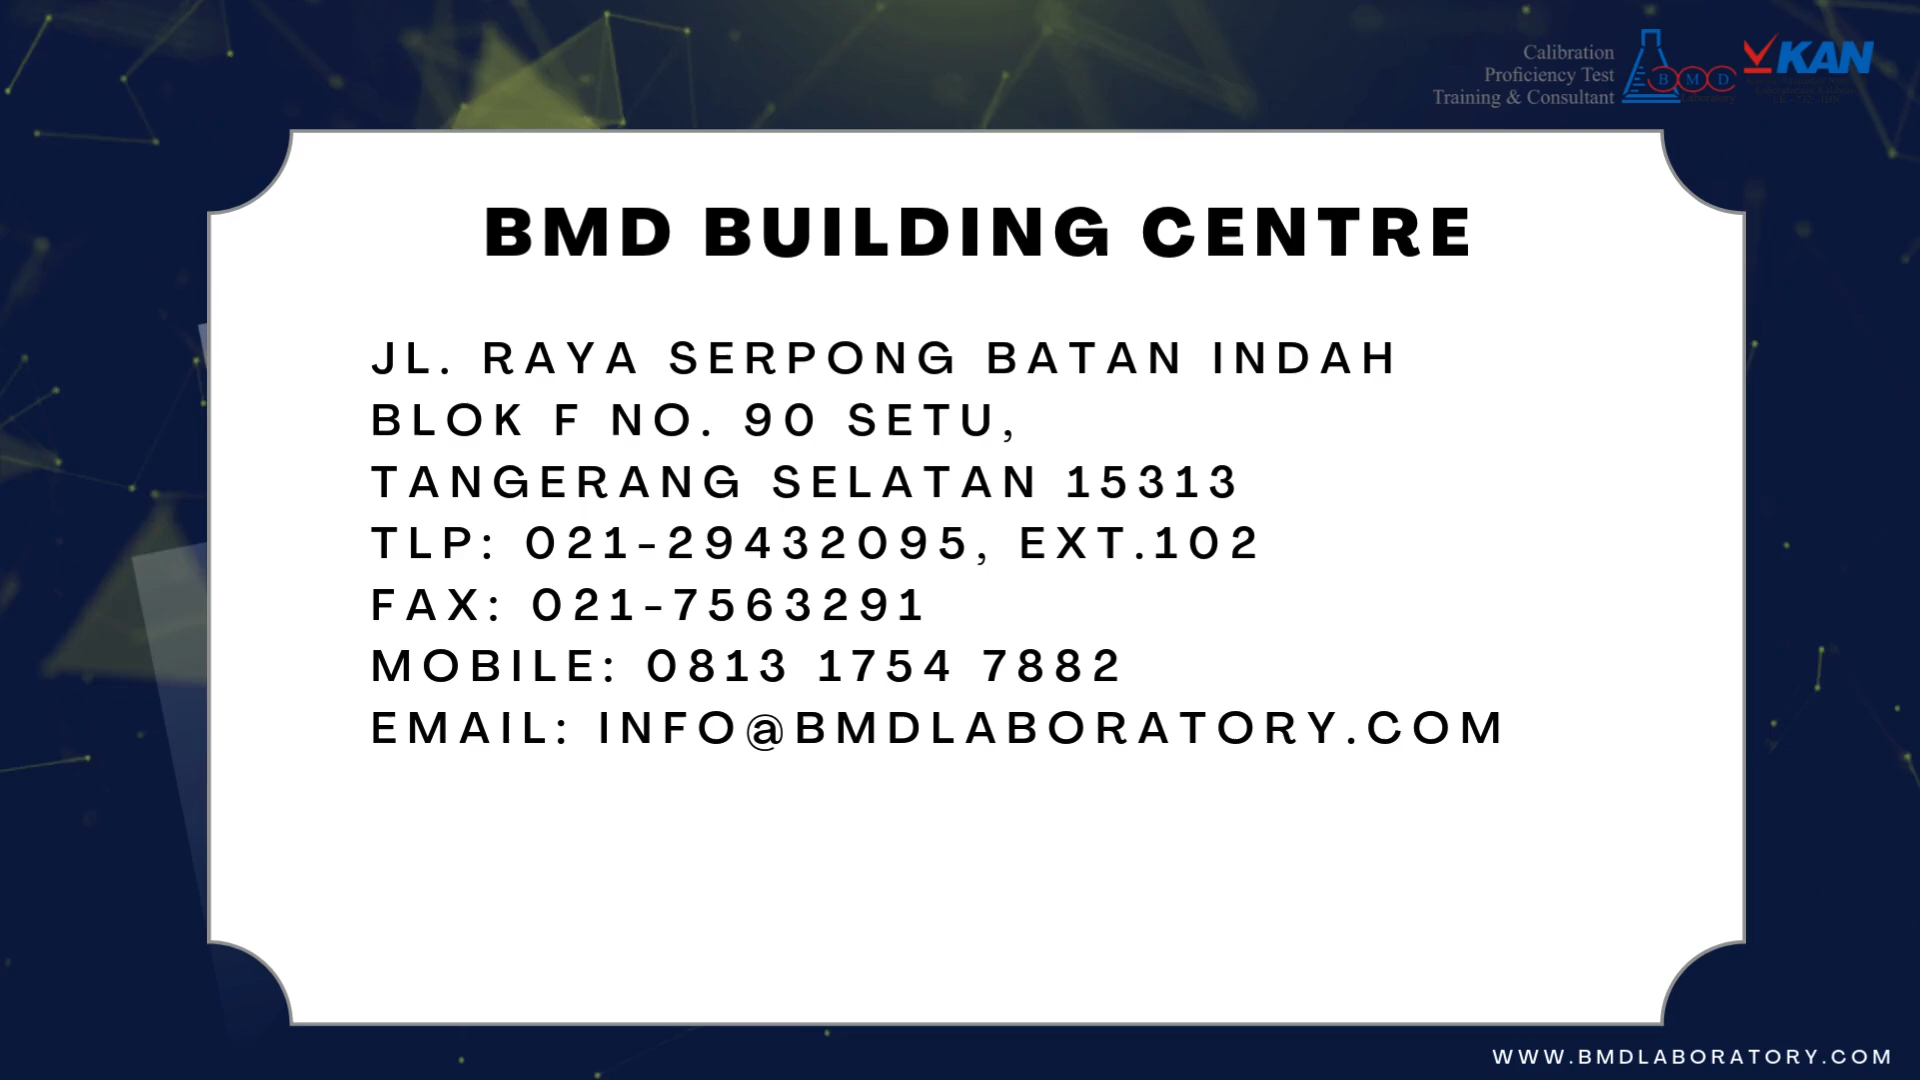 Calibration
Proficiency Test
Training & Consultant
B M D
Laboratory
KAN
BMD BUILDING CENTRE
JL. RAYA SERPONG BATAN INDAH
BLOK F NO. 90 SETU,
TANGERANG SELATAN 15313
TLP: 021-29432095, EXT.102
FAX: 021-7563291
MOBILE: 0813 1754 7882
EMAIL: INFO@BMDLABORATORY.COM
WWW.BMDLABORATORY.COM